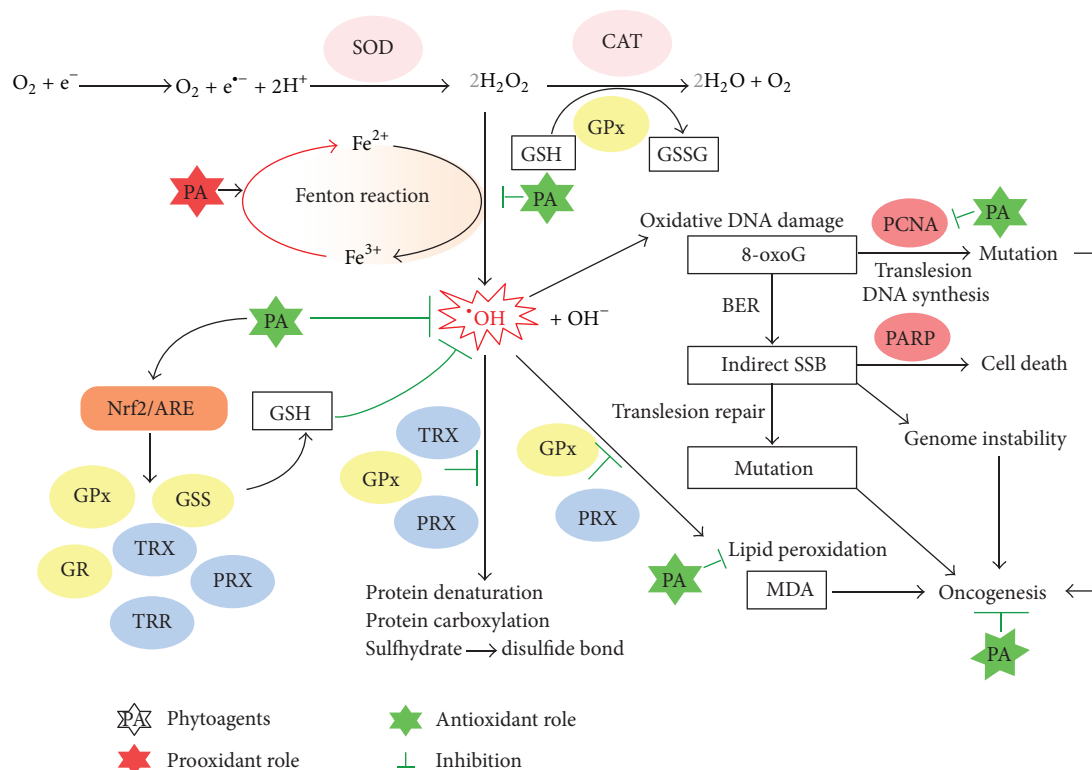 SOD
CAT
O₂ + e⁻
O₂ + e•⁻ + 2H⁺
2H₂O₂
2H₂O + O₂
GPx
GSH
GSSG
Fe²⁺
PA
Fenton reaction
PA
Fe³⁺
Oxidative DNA damage
PCNA
PA
8-oxoG
Mutation
Translesion
DNA synthesis
PA
•OH
+ OH⁻
BER
PARP
Indirect SSB
Cell death
Nrf2/ARE
GSH
Translesion repair
TRX
GPx
Genome instability
Mutation
GPx
GSS
GPx
PRX
PRX
TRX
GR
PRX
Lipid peroxidation
PA
TRR
MDA
Oncogenesis
Protein denaturation
Protein carboxylation
Sulfhydrate
disulfide bond
PA
PA
Phytoagents
Antioxidant role
Prooxidant role
Inhibition